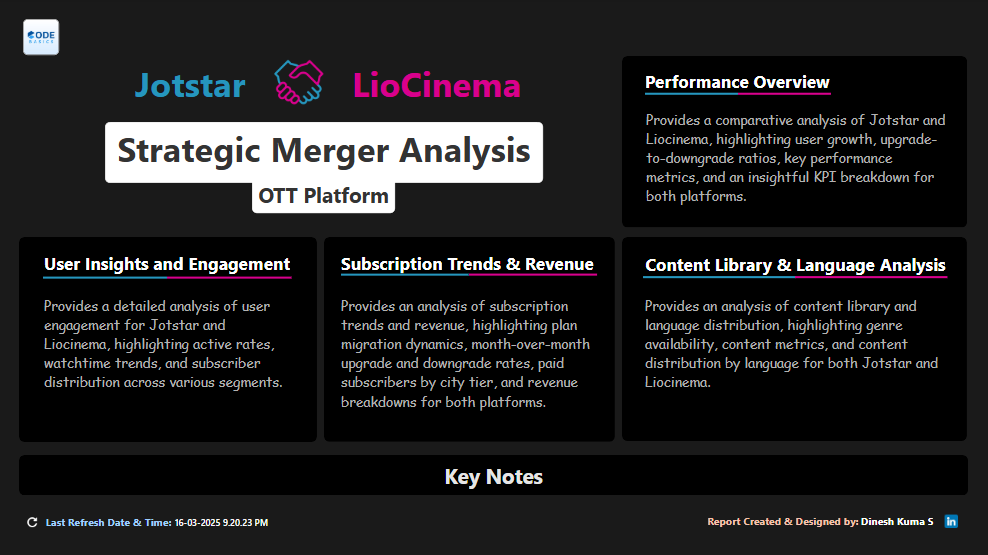 CODE
BASICS
Jotstar LioCinema
Strategic Merger Analysis
OTT Platform
Performance Overview
Provides a comparative analysis of Jotstar and
Liocinema, highlighting user growth, upgrade-
to-downgrade ratios, key performance
metrics, and an insightful KPI breakdown for
both platforms.
User Insights and Engagement
Provides a detailed analysis of user
engagement for Jotstar and
Liocinema, highlighting active rates,
watchtime trends, and subscriber
distribution across various segments.
Subscription Trends & Revenue
Provides an analysis of subscription
trends and revenue, highlighting plan
migration dynamics, month-over-month
upgrade and downgrade rates, paid
subscribers by city tier, and revenue
breakdowns for both platforms.
Content Library & Language Analysis
Provides an analysis of content library and
language distribution, highlighting genre
availability, content metrics, and content
distribution by language for both Jotstar and
Liocinema.
Key Notes
Last Refresh Date & Time: 16-03-2025 9.20.23 PM
Report Created & Designed by: Dinesh Kuma S
in